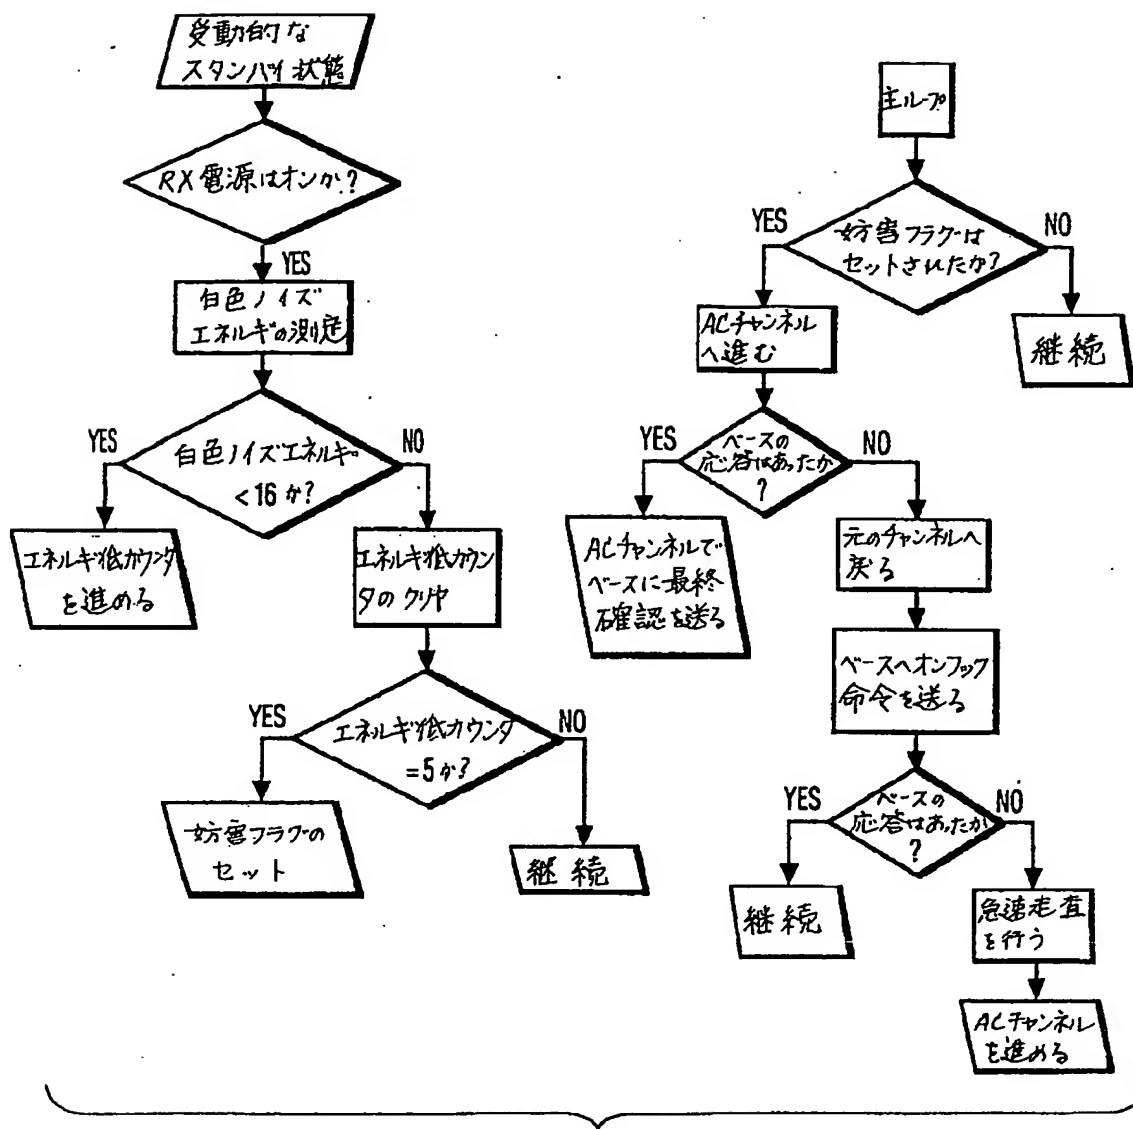 受動的な
スタンバイ状態
RX電源はオンか?
YES
白色ノイズ
エネルギの測定
白色ノイズエネルギ
<16か?
YES
NO
エネルギ低カウンタ
を進める
エネルギ低カウン
タのクリヤ
エネルギ低カウンタ
=5か?
YES
NO
妨害フラグの
セット
継続
主ループ
妨害フラグは
セットされたか?
YES
NO
ACチャンネル
へ進む
継続
ベースの
応答はあったか
?
YES
NO
ACチャンネルで
ベースに最終
確認を送る
元のチャンネルへ
戻る
ベースへオンフック
命令を送る
ベースの
応答はあったか
?
YES
NO
継続
急速走査
を行う
ACチャンネル
を進める